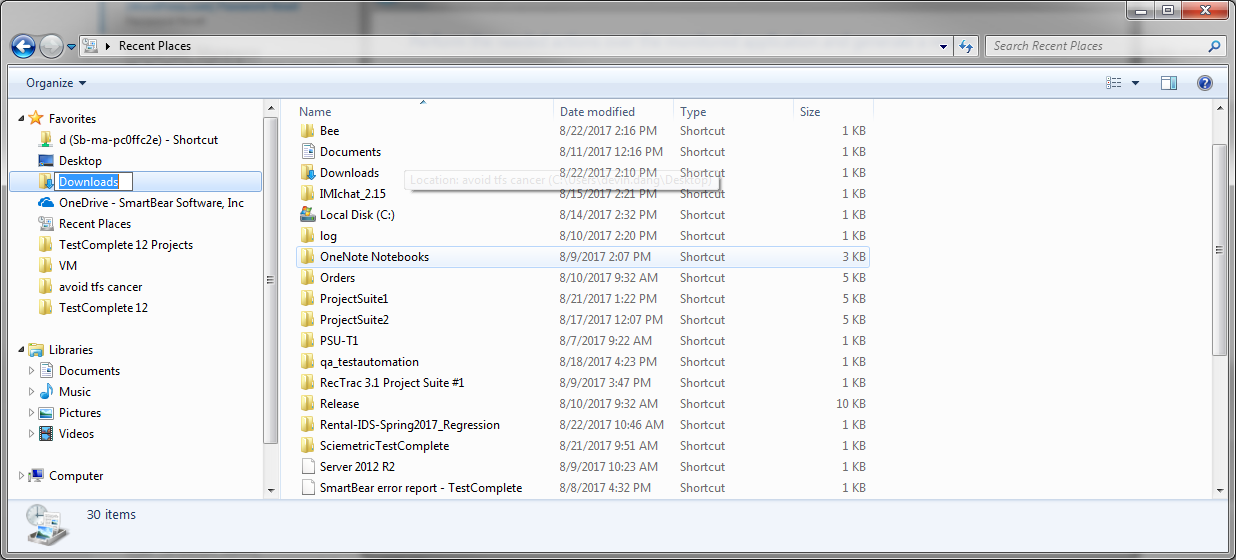 Recent Places
Search Recent Places
Organize
Favorites
d (Sb-ma-pc0ffc2e) - Shortcut
Desktop
Downloads
OneDrive - SmartBear Software, Inc
Recent Places
TestComplete 12 Projects
VM
avoid tfs cancer
TestComplete 12
Libraries
Documents
Music
Pictures
Videos
Computer
Name Date modified Type Size
Bee 8/22/2017 2:16 PM Shortcut 1 KB
Documents 8/11/2017 12:16 PM Shortcut 1 KB
Downloads 8/22/2017 2:10 PM Shortcut 1 KB
Location: avoid tfs cancer (C:\Users\devin.dang\Desktop)
IMIchat_2.15 8/15/2017 2:21 PM Shortcut 1 KB
Local Disk (C:) 8/14/2017 2:32 PM Shortcut 1 KB
log 8/10/2017 2:20 PM Shortcut 1 KB
OneNote Notebooks 8/9/2017 2:07 PM Shortcut 3 KB
Orders 8/10/2017 9:32 AM Shortcut 5 KB
ProjectSuite1 8/21/2017 1:22 PM Shortcut 5 KB
ProjectSuite2 8/17/2017 12:07 PM Shortcut 5 KB
PSU-T1 8/7/2017 9:22 AM Shortcut 1 KB
qa_testautomation 8/18/2017 4:23 PM Shortcut 1 KB
RecTrac 3.1 Project Suite #1 8/9/2017 3:47 PM Shortcut 1 KB
Release 8/10/2017 9:32 AM Shortcut 10 KB
Rental-IDS-Spring2017_Regression 8/22/2017 10:46 AM Shortcut 1 KB
SciemetricTestComplete 8/21/2017 9:51 AM Shortcut 1 KB
Server 2012 R2 8/9/2017 10:23 AM Shortcut 1 KB
SmartBear error report - TestComplete 8/8/2017 4:32 PM Shortcut 1 KB
30 items